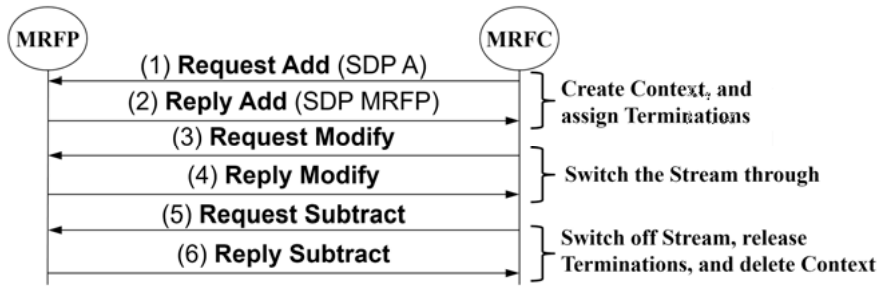 MRFP MRFC
(1) Request Add (SDP A)
(2) Reply Add (SDP MRFP)
Create Context, and
assign Terminations
(3) Request Modify
(4) Reply Modify
Switch the Stream through
(5) Request Subtract
(6) Reply Subtract
Switch off Stream, release
Terminations, and delete Context